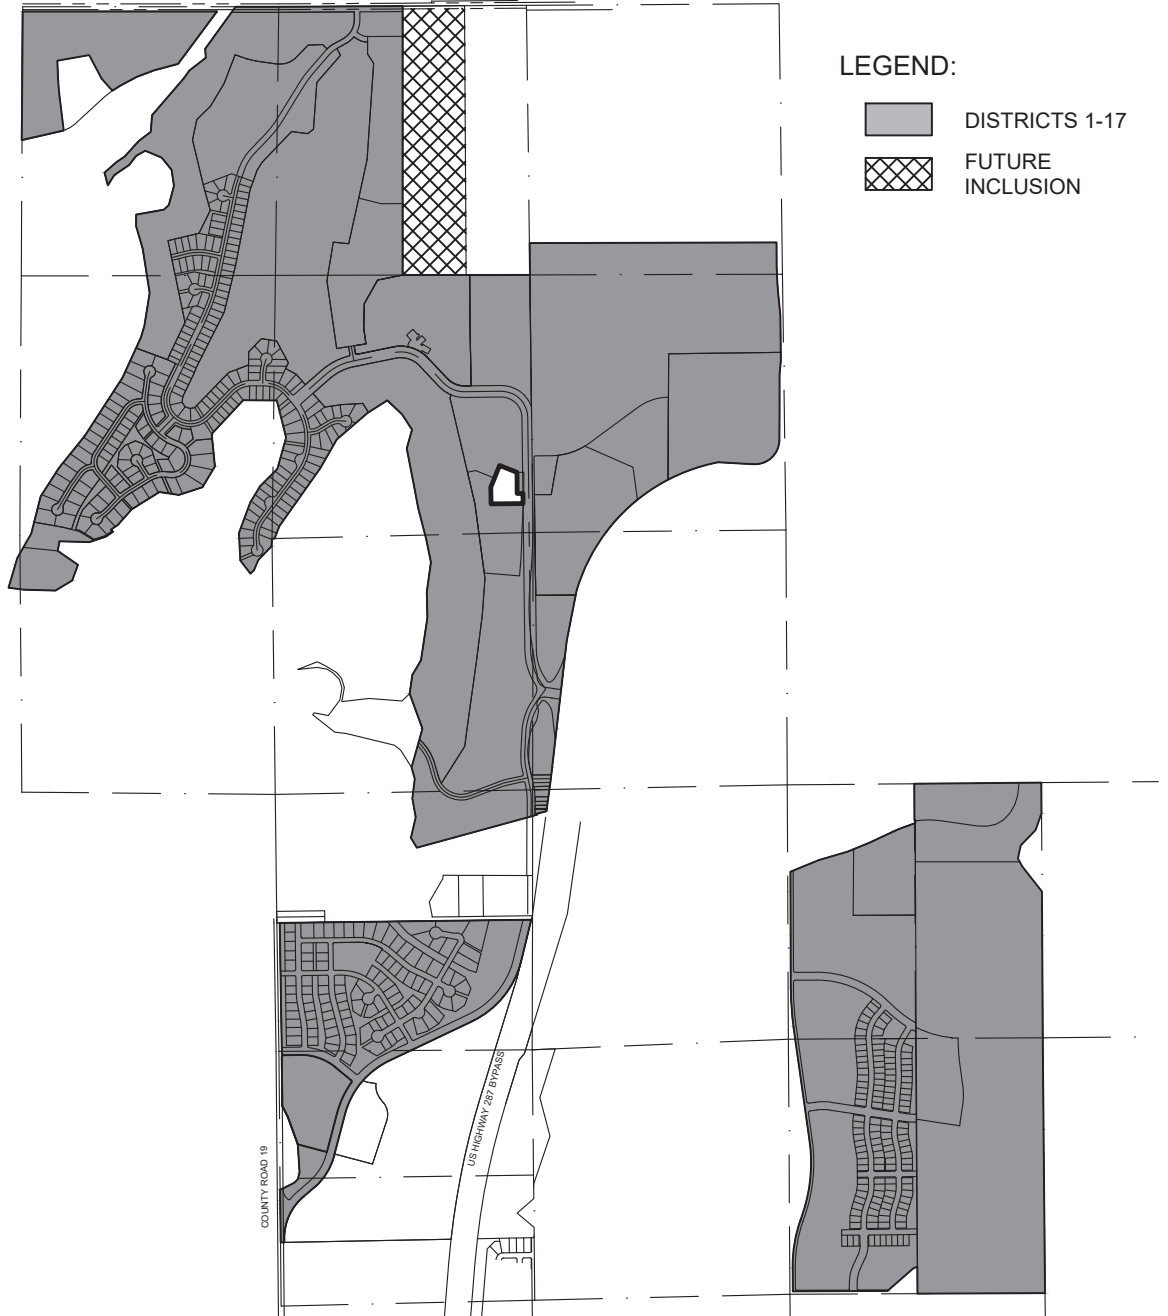 LEGEND:
DISTRICTS 1-17
FUTURE
INCLUSION
US HIGHWAY 287 BYPASS
COUNTY ROAD 19